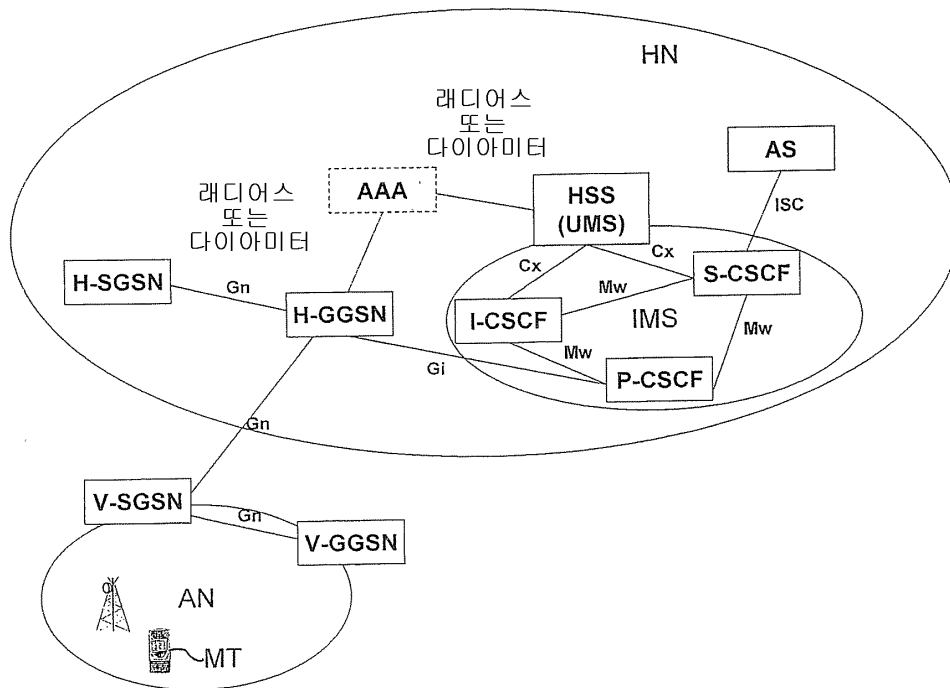 HN
래디어스
또는
다이아미터
AS
AAA
HSS
(UMS)
ISC
래디어스
또는
다이아미터
Cx
Cx
H-SGSN
Gn
S-CSCF
Mw
H-GGSN
I-CSCF
IMS
Mw
Mw
Gi
P-CSCF
Gn
V-SGSN
Gn
V-GGSN
AN
MT